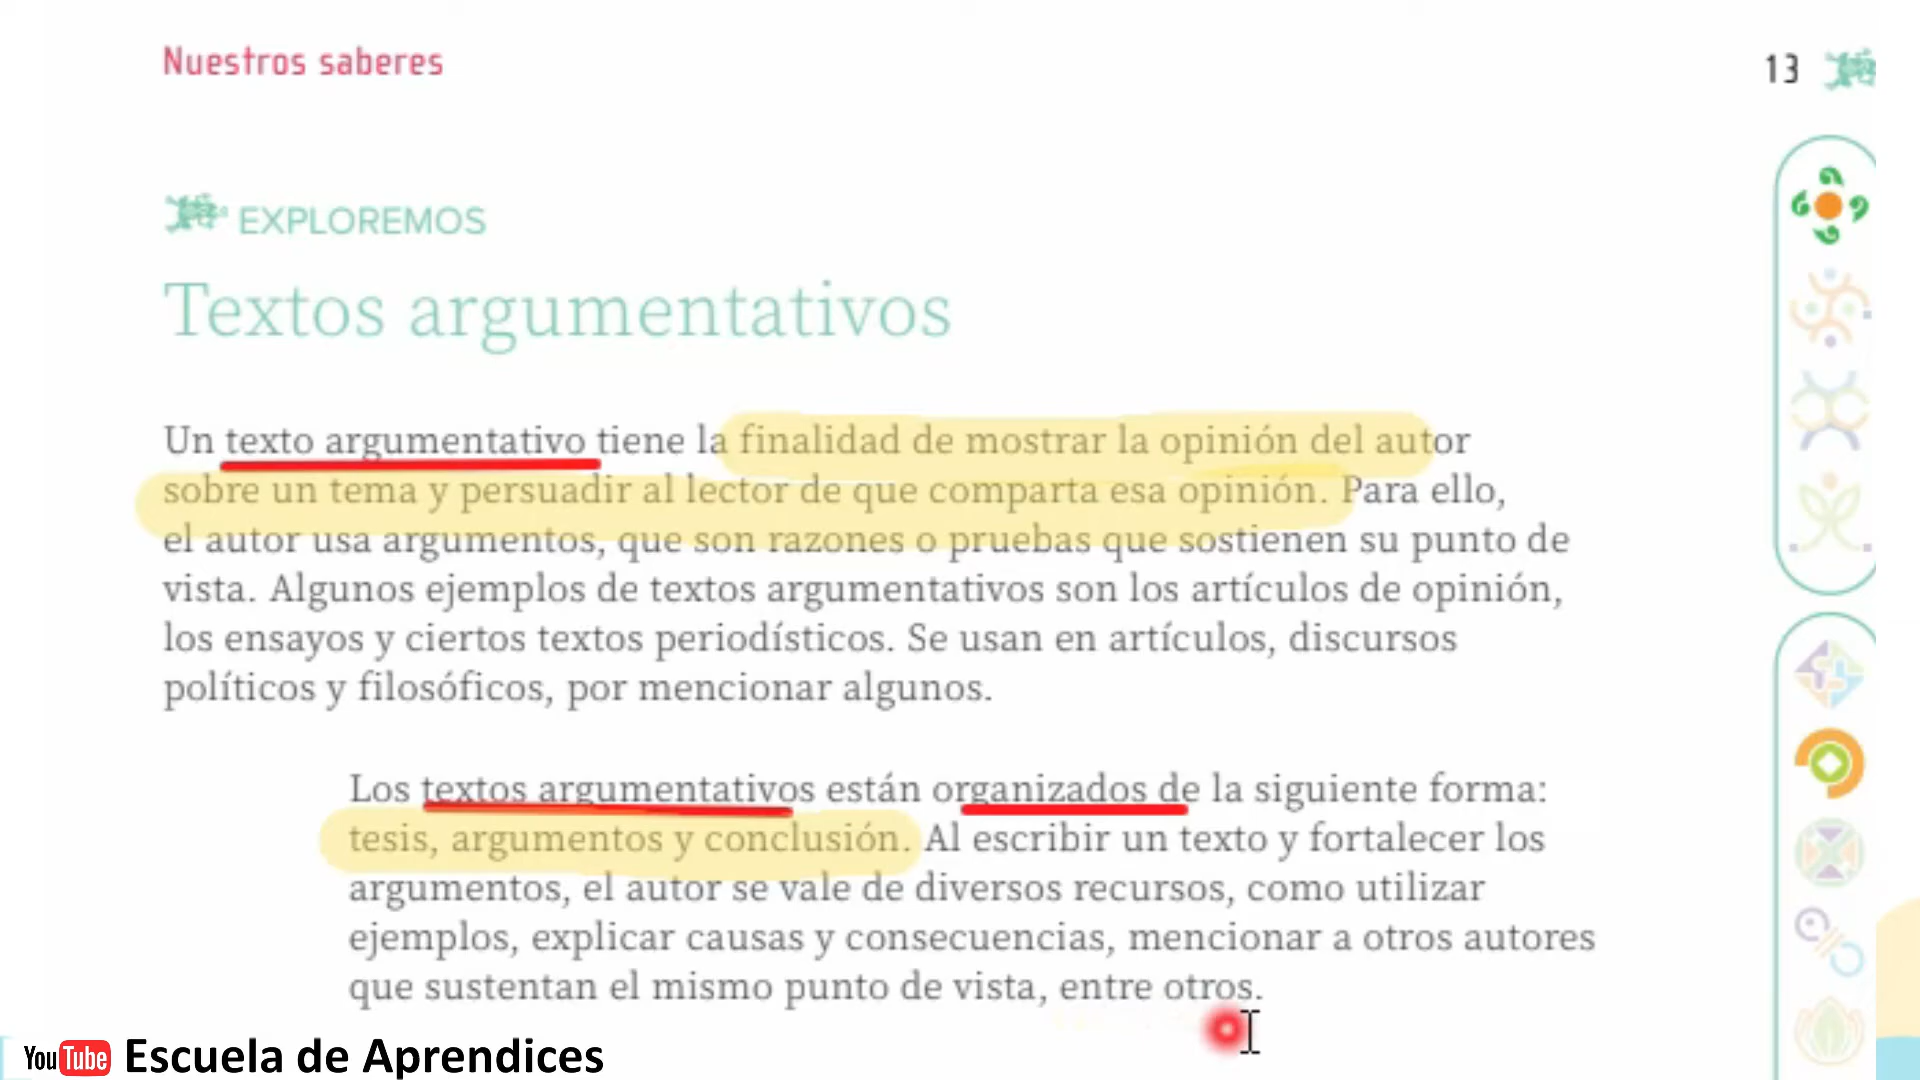 Nuestros saberes
13
EXPLOREMOS
Textos argumentativos
Un texto argumentativo tiene la finalidad de mostrar la opinión del autor
sobre un tema y persuadir al lector de que comparta esa opinión. Para ello,
el autor usa argumentos, que son razones o pruebas que sostienen su punto de
vista. Algunos ejemplos de textos argumentativos son los artículos de opinión,
los ensayos y ciertos textos periodísticos. Se usan en artículos, discursos
políticos y filosóficos, por mencionar algunos.
Los textos argumentativos están organizados de la siguiente forma:
tesis, argumentos y conclusión. Al escribir un texto y fortalecer los
argumentos, el autor se vale de diversos recursos, como utilizar
ejemplos, explicar causas y consecuencias, mencionar a otros autores
que sustentan el mismo punto de vista, entre otros.
YouTube Escuela de Aprendices